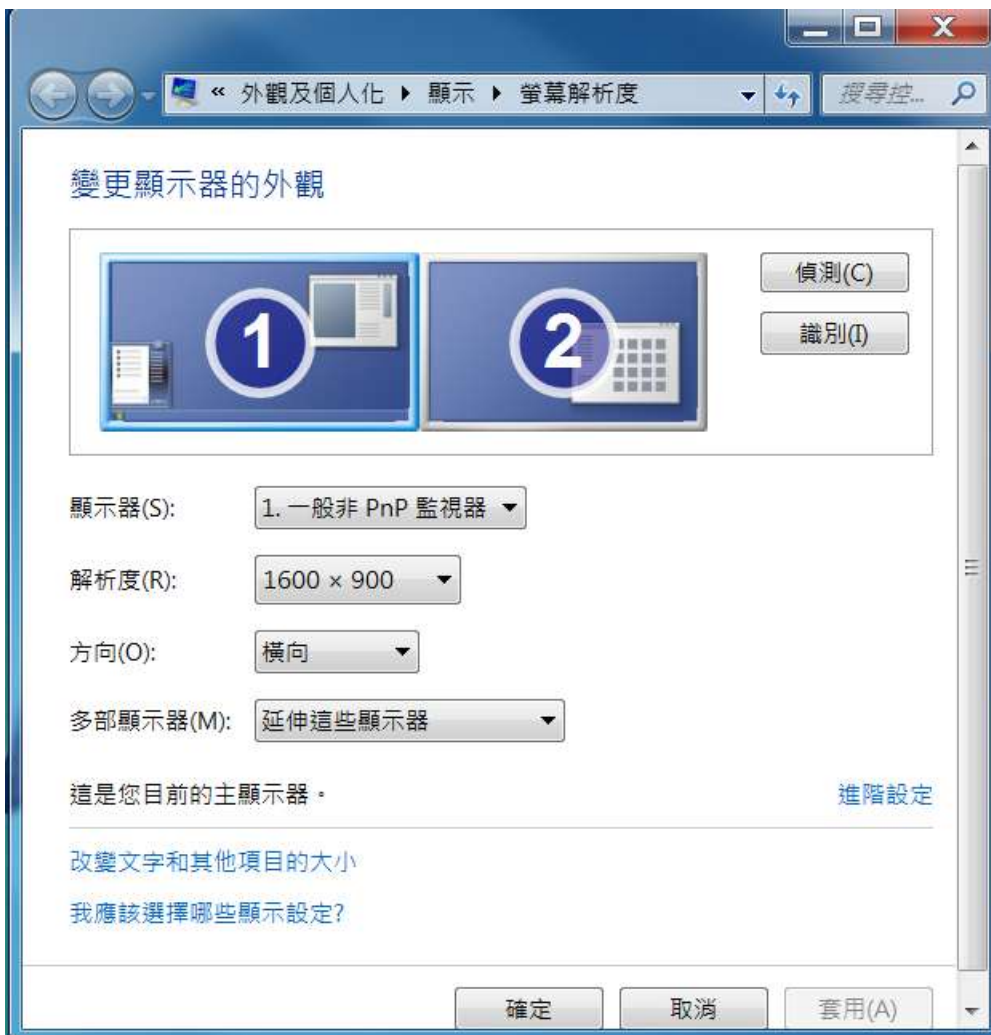 « 外觀及個人化 ▸ 顯示 ▸ 螢幕解析度
搜尋控...
變更顯示器的外觀
1
2
偵測(C)
識別(I)
顯示器(S):
1. 一般非 PnP 監視器
解析度(R):
1600 × 900
方向(O):
橫向
多部顯示器(M):
延伸這些顯示器
這是您目前的主顯示器。
進階設定
改變文字和其他項目的大小
我應該選擇哪些顯示設定?
確定
取消
套用(A)